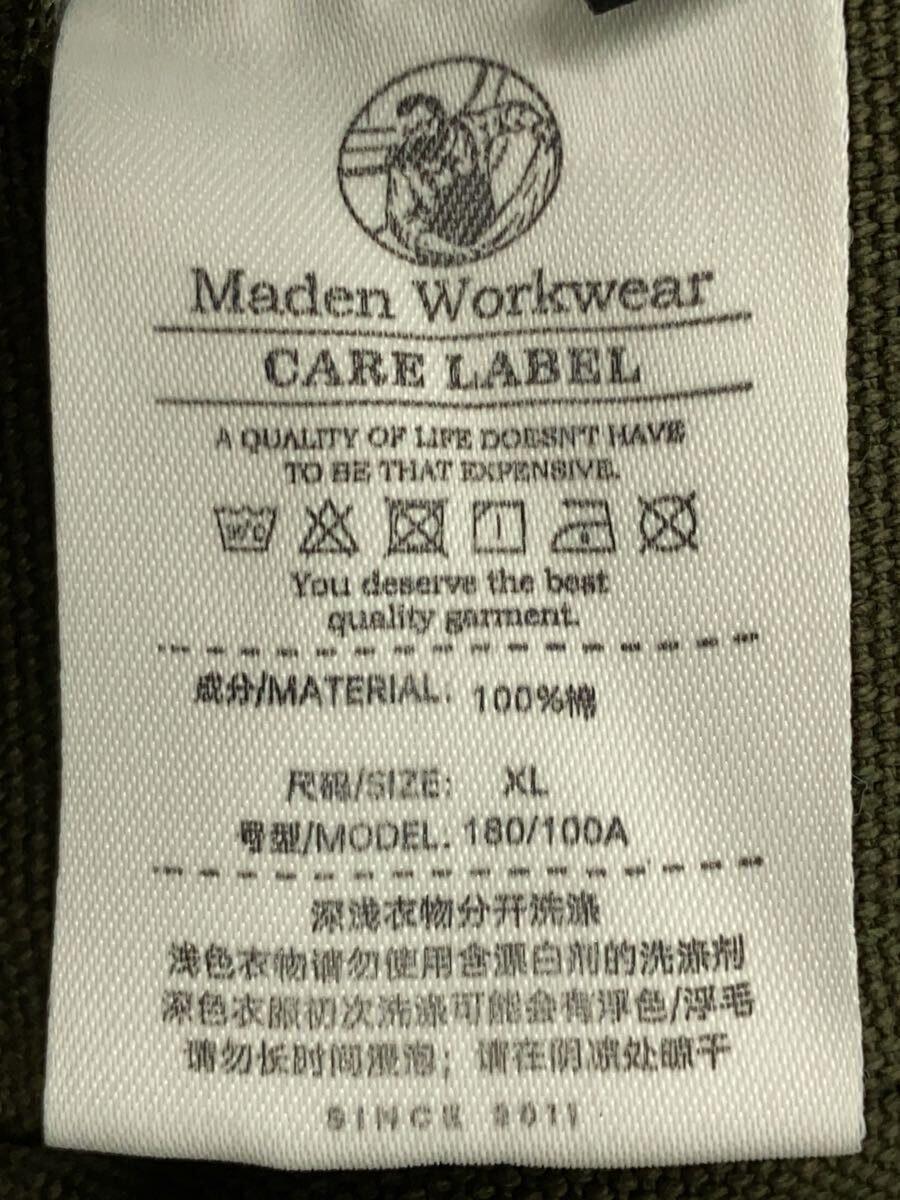 Maden Workwear
CARE LABEL
A QUALITY OF LIFE DOESN'T HAVE
TO BE THAT EXPENSIVE.
You deserve the best
quality garment.
成分/MATERIAL: 100%棉
尺码/SIZE: XL
号型/MODEL: 180/100A
深浅衣物分开洗涤
浅色衣物请勿使用含漂白剂的洗涤剂
深色衣服初次洗涤可能会有浮色/浮毛
请勿长时间浸泡；请在阴凉处晾干
SINCE 2011